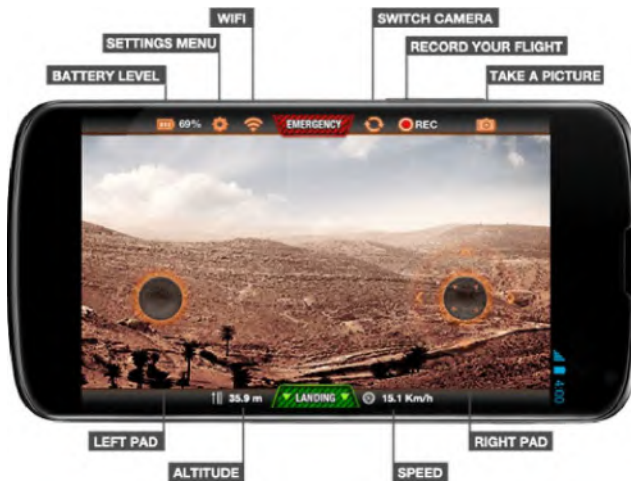 WIFI
SWITCH CAMERA
SETTINGS MENU
RECORD YOUR FLIGHT
BATTERY LEVEL
TAKE A PICTURE
69%
EMERGENCY
REC
4:00
35.9 m
LANDING
15.1 Km/h
LEFT PAD
RIGHT PAD
ALTITUDE
SPEED